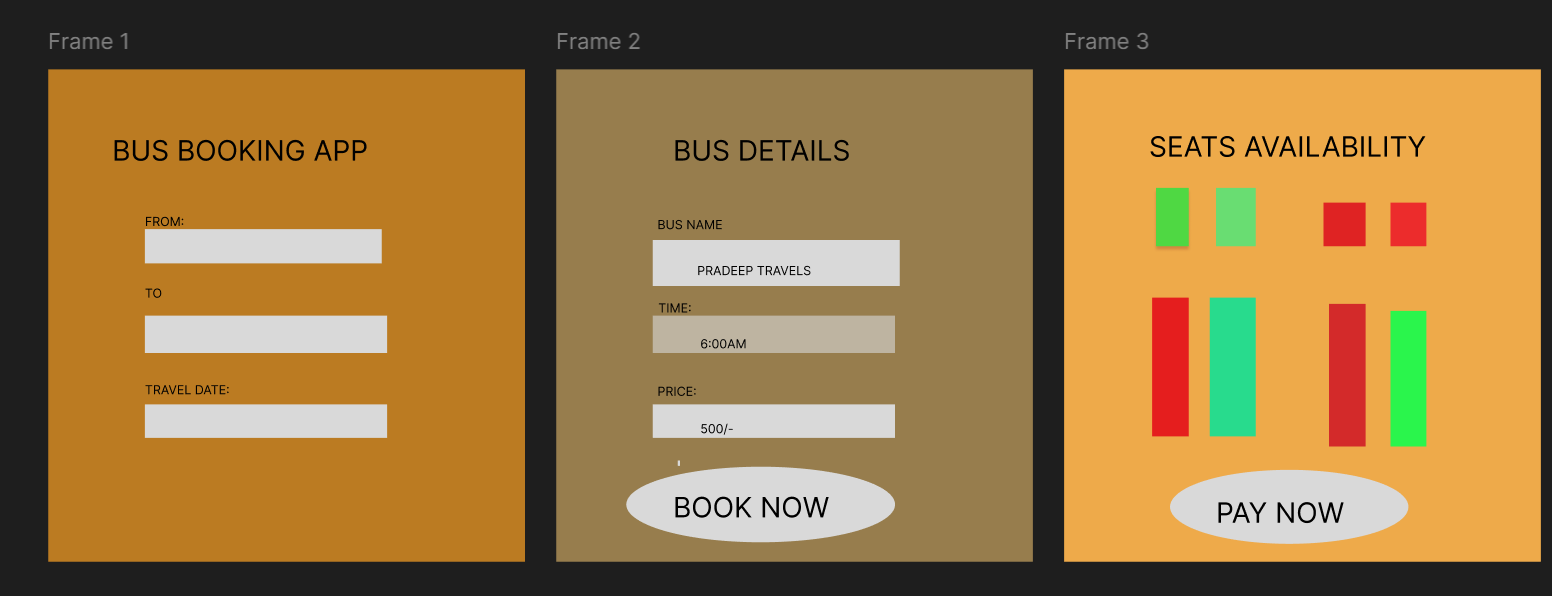 Frame 1
BUS BOOKING APP
FROM:
TO
TRAVEL DATE:
Frame 2
BUS DETAILS
BUS NAME
PRADEEP TRAVELS
TIME:
6:00AM
PRICE:
500/-
BOOK NOW
Frame 3
SEATS AVAILABILITY
PAY NOW